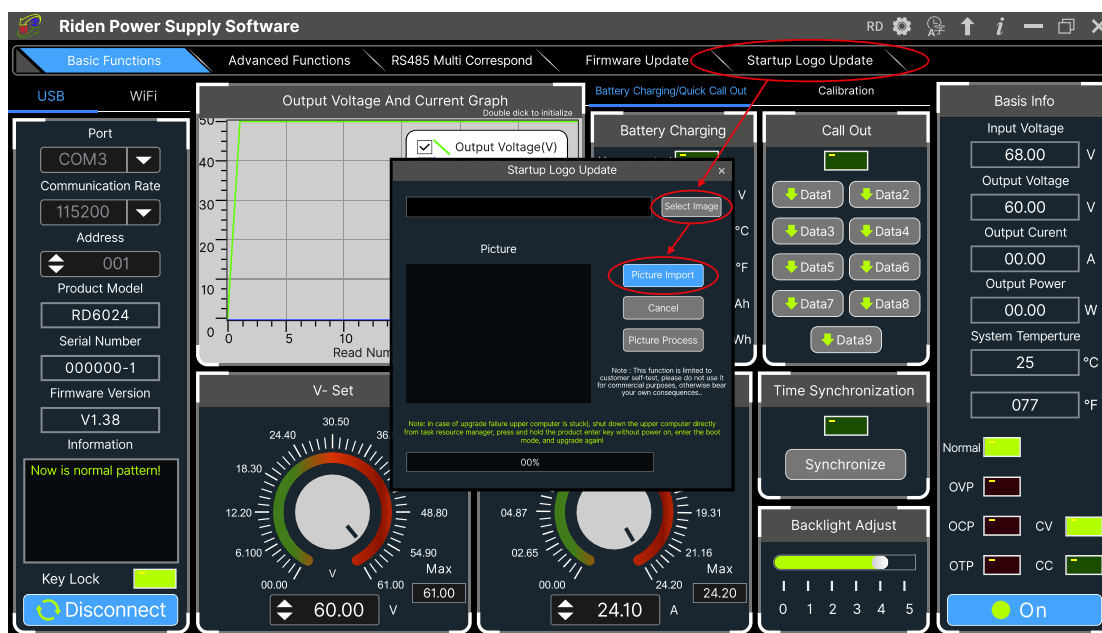 Riden Power Supply Software
RD
Basic Functions
Advanced Functions
RS485 Multi Correspond
Firmware Update
Startup Logo Update
USB
WiFi
Port
COM3
Communication Rate
115200
Address
001
Product Model
RD6024
Serial Number
000000-1
Firmware Version
V1.38
Information
Now is normal pattern!
Key Lock
Disconnect
Output Voltage And Current Graph
Double dick to initialize
50
40
30
20
10
0
0
5
10
Read Num
Output Voltage(V)
Battery Charging/Quick Call Out
Calibration
Battery Charging
V
°C
°F
Ah
Wh
Call Out
Data1
Data2
Data3
Data4
Data5
Data6
Data7
Data8
Data9
Startup Logo Update
×
Select Image
Picture
Picture Import
Cancel
Picture Process
Note : This function is limited to
customer self-test, please do not use it
for commercial purposes, otherwise bear
your own consequences..
Note: in case of upgrade failure upper computer is stuck), shut down the upper computer directly
from task resource manager, press and hold the product enter key without power on, enter the boot
mode, and upgrade again!
00%
V- Set
30.50
24.40
36.
18.30
12.20
48.80
6.100
54.90
00.00
V
61.00
Max
61.00
60.00
V
04.87
19.31
02.65
21.16
00.00
24.20
Max
24.20
24.10
A
Time Synchronization
Synchronize
Backlight Adjust
0
1
2
3
4
5
Basis Info
Input Voltage
68.00
V
Output Voltage
60.00
V
Output Curent
00.00
A
Output Power
00.00
W
System Temperture
25
°C
077
°F
Normal
OVP
OCP
CV
OTP
CC
On